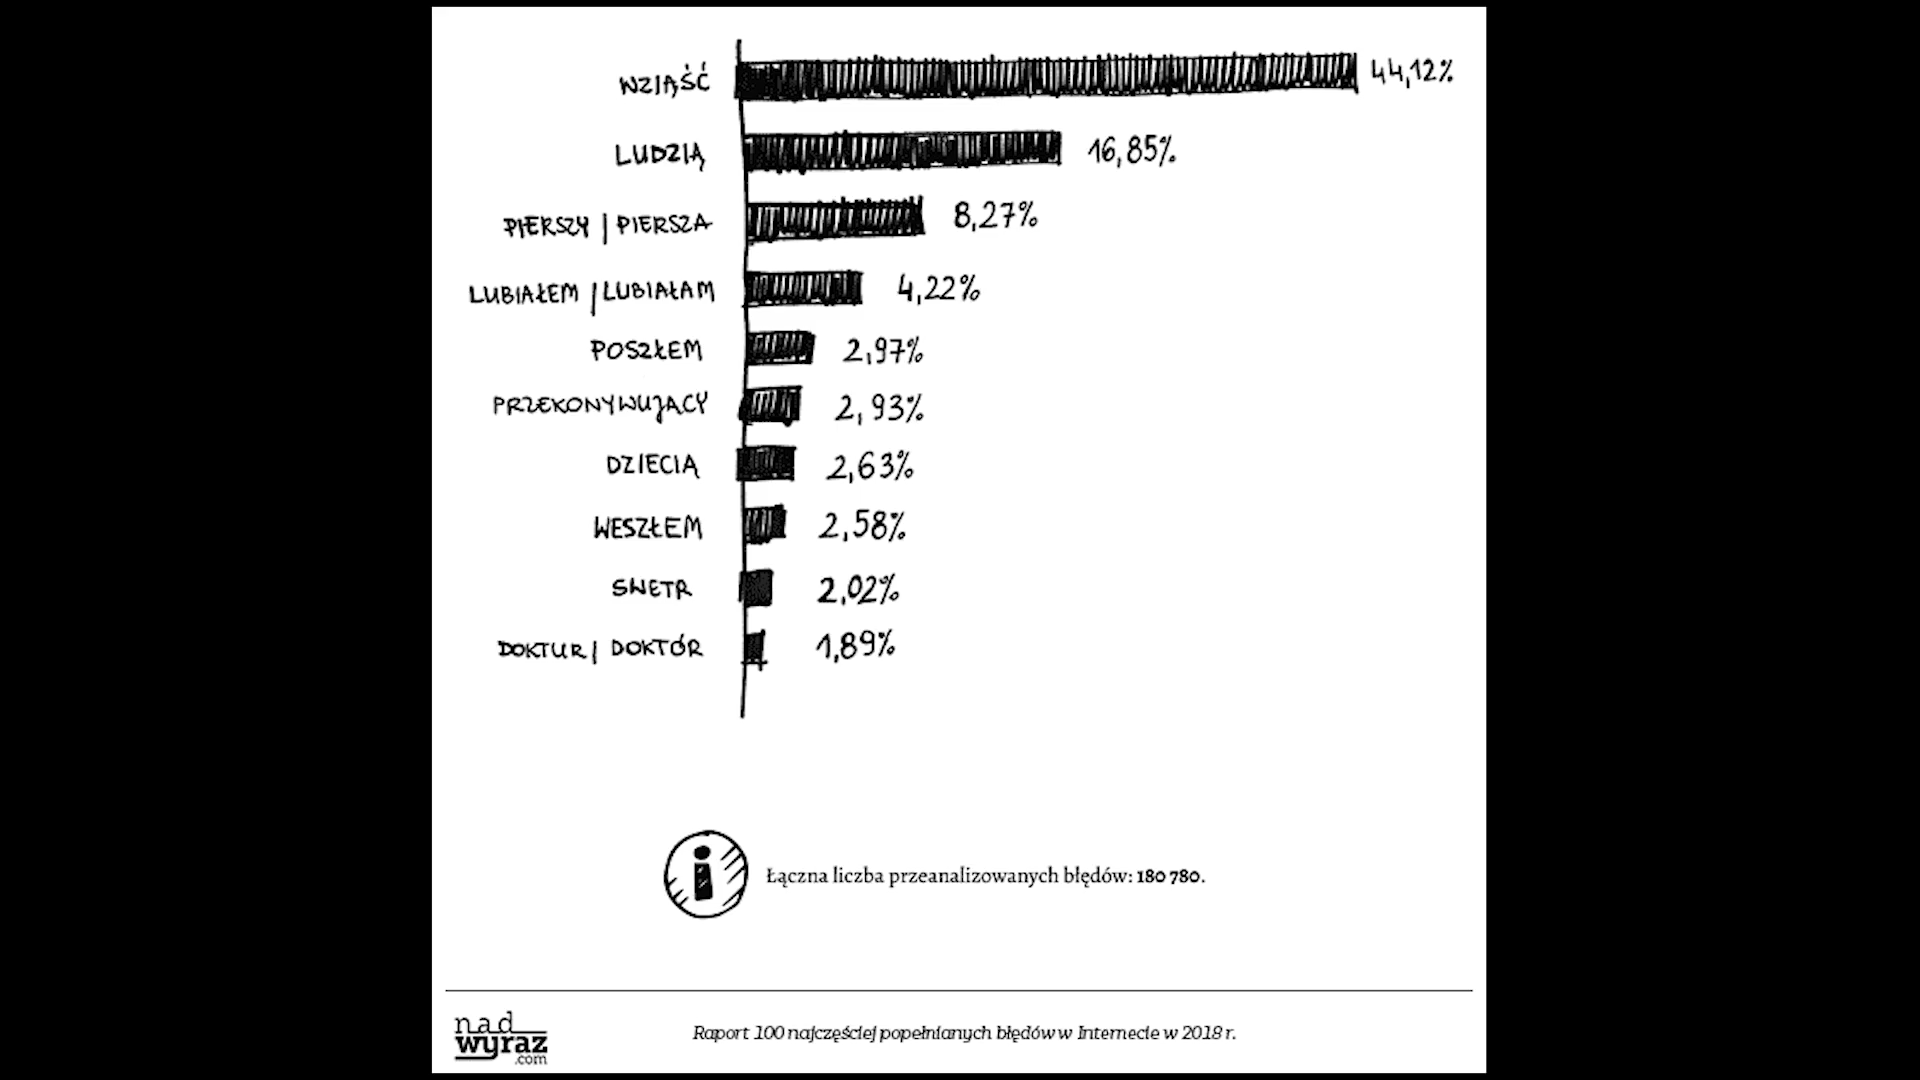 WZIĄŚĆ 44,12%
LUDZIĄ 16,85%
PIERSZY | PIERSZA 8,27%
LUBIAŁEM | LUBIAŁAM 4,22%
POSZŁEM 2,97%
PRZEKONYWUJĄCY 2,93%
DZIECIĄ 2,63%
WESZŁEM 2,58%
SWETR 2,02%
DOKTUR | DOKTÓR 1,89%
Łączna liczba przeanalizowanych błędów: 180 780.
nad
wyraz
.com
Raport 100 najczęściej popełnianych błędów w Internecie w 2018 r.